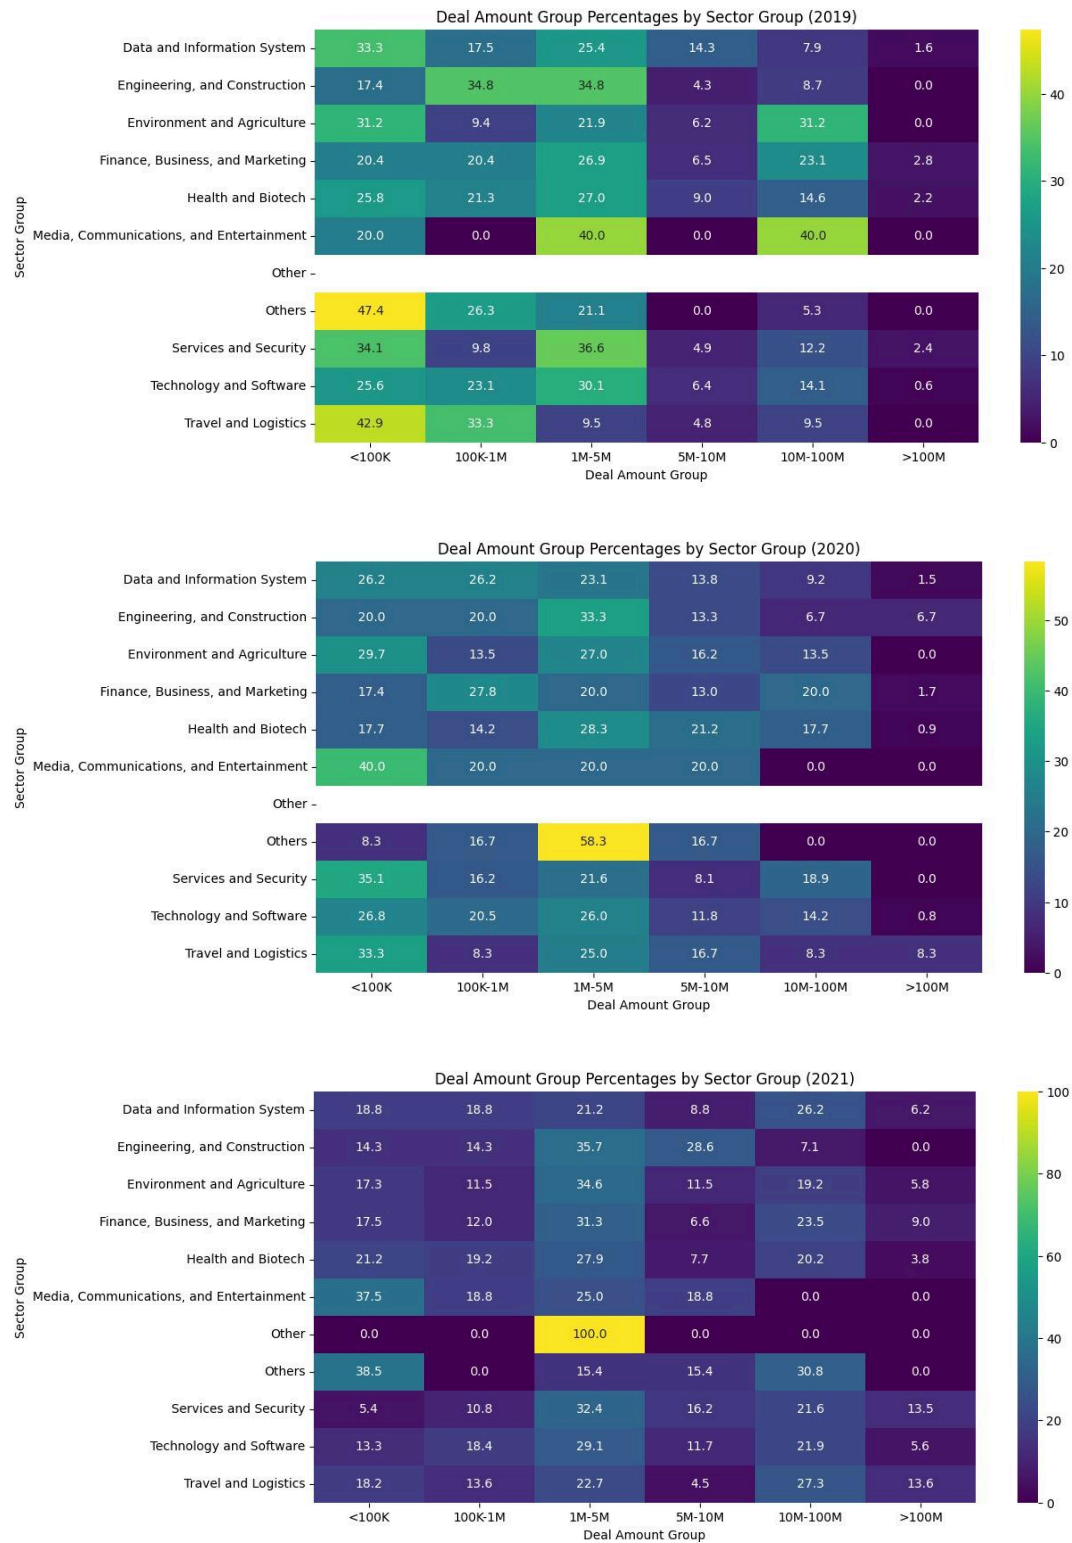 Deal Amount Group Percentages by Sector Group (2019)
Sector Group
Data and Information System 33.3 17.5 25.4 14.3 7.9 1.6
Engineering, and Construction 17.4 34.8 34.8 4.3 8.7 0.0
Environment and Agriculture 31.2 9.4 21.9 6.2 31.2 0.0
Finance, Business, and Marketing 20.4 20.4 26.9 6.5 23.1 2.8
Health and Biotech 25.8 21.3 27.0 9.0 14.6 2.2
Media, Communications, and Entertainment 20.0 0.0 40.0 0.0 40.0 0.0
Other
Others 47.4 26.3 21.1 0.0 5.3 0.0
Services and Security 34.1 9.8 36.6 4.9 12.2 2.4
Technology and Software 25.6 23.1 30.1 6.4 14.1 0.6
Travel and Logistics 42.9 33.3 9.5 4.8 9.5 0.0
<100K 100K-1M 1M-5M 5M-10M 10M-100M >100M
Deal Amount Group
40
30
20
10
0
Deal Amount Group Percentages by Sector Group (2020)
Sector Group
Data and Information System 26.2 26.2 23.1 13.8 9.2 1.5
Engineering, and Construction 20.0 20.0 33.3 13.3 6.7 6.7
Environment and Agriculture 29.7 13.5 27.0 16.2 13.5 0.0
Finance, Business, and Marketing 17.4 27.8 20.0 13.0 20.0 1.7
Health and Biotech 17.7 14.2 28.3 21.2 17.7 0.9
Media, Communications, and Entertainment 40.0 20.0 20.0 20.0 0.0 0.0
Other
Others 8.3 16.7 58.3 16.7 0.0 0.0
Services and Security 35.1 16.2 21.6 8.1 18.9 0.0
Technology and Software 26.8 20.5 26.0 11.8 14.2 0.8
Travel and Logistics 33.3 8.3 25.0 16.7 8.3 8.3
<100K 100K-1M 1M-5M 5M-10M 10M-100M >100M
Deal Amount Group
50
40
30
20
10
0
Deal Amount Group Percentages by Sector Group (2021)
Sector Group
Data and Information System 18.8 18.8 21.2 8.8 26.2 6.2
Engineering, and Construction 14.3 14.3 35.7 28.6 7.1 0.0
Environment and Agriculture 17.3 11.5 34.6 11.5 19.2 5.8
Finance, Business, and Marketing 17.5 12.0 31.3 6.6 23.5 9.0
Health and Biotech 21.2 19.2 27.9 7.7 20.2 3.8
Media, Communications, and Entertainment 37.5 18.8 25.0 18.8 0.0 0.0
Other 0.0 0.0 100.0 0.0 0.0 0.0
Others 38.5 0.0 15.4 15.4 30.8 0.0
Services and Security 5.4 10.8 32.4 16.2 21.6 13.5
Technology and Software 13.3 18.4 29.1 11.7 21.9 5.6
Travel and Logistics 18.2 13.6 22.7 4.5 27.3 13.6
<100K 100K-1M 1M-5M 5M-10M 10M-100M >100M
Deal Amount Group
100
80
60
40
20
0